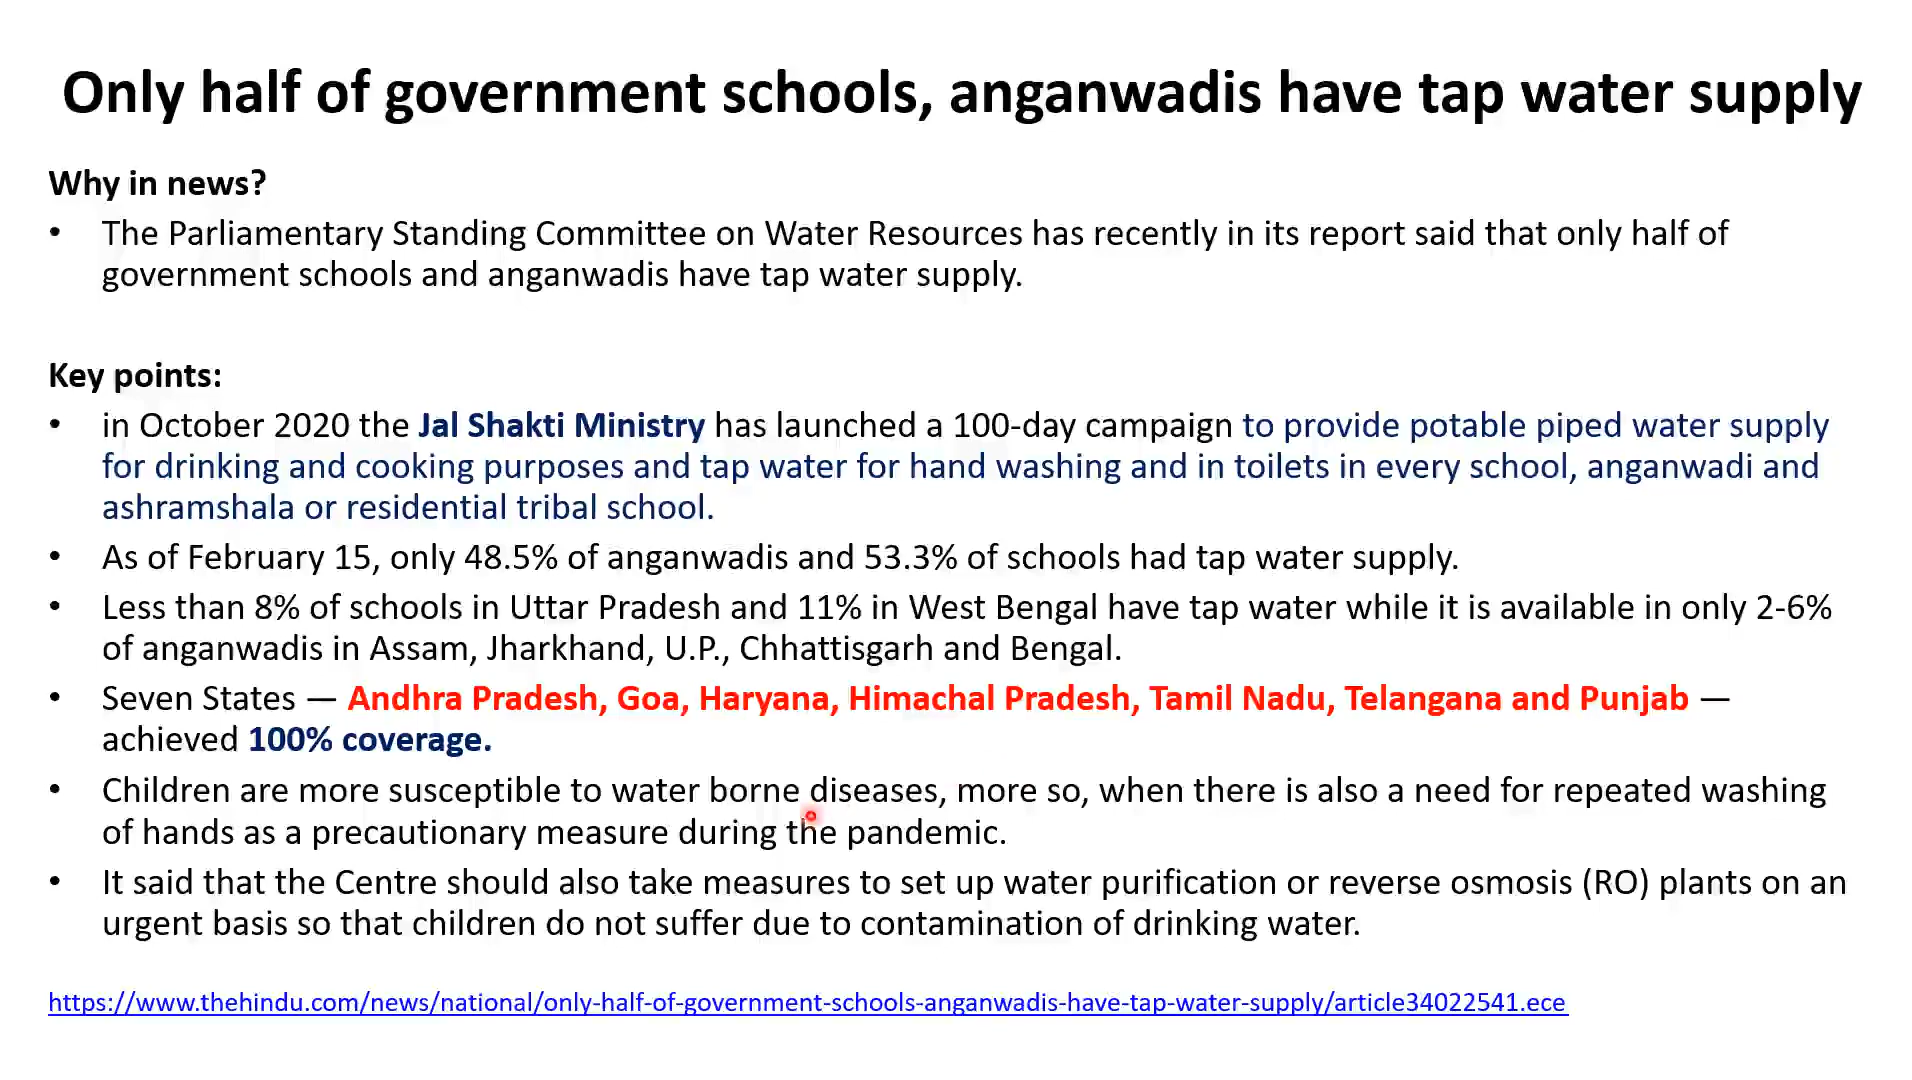 Only half of government schools, anganwadis have tap water supply
Why in news?
• The Parliamentary Standing Committee on Water Resources has recently in its report said that only half of
government schools and anganwadis have tap water supply.
Key points:
• in October 2020 the Jal Shakti Ministry has launched a 100-day campaign to provide potable piped water supply
for drinking and cooking purposes and tap water for hand washing and in toilets in every school, anganwadi and
ashramshala or residential tribal school.
• As of February 15, only 48.5% of anganwadis and 53.3% of schools had tap water supply.
• Less than 8% of schools in Uttar Pradesh and 11% in West Bengal have tap water while it is available in only 2-6%
of anganwadis in Assam, Jharkhand, U.P., Chhattisgarh and Bengal.
• Seven States — Andhra Pradesh, Goa, Haryana, Himachal Pradesh, Tamil Nadu, Telangana and Punjab —
achieved 100% coverage.
• Children are more susceptible to water borne diseases, more so, when there is also a need for repeated washing
of hands as a precautionary measure during the pandemic.
• It said that the Centre should also take measures to set up water purification or reverse osmosis (RO) plants on an
urgent basis so that children do not suffer due to contamination of drinking water.
https://www.thehindu.com/news/national/only-half-of-government-schools-anganwadis-have-tap-water-supply/article34022541.ece